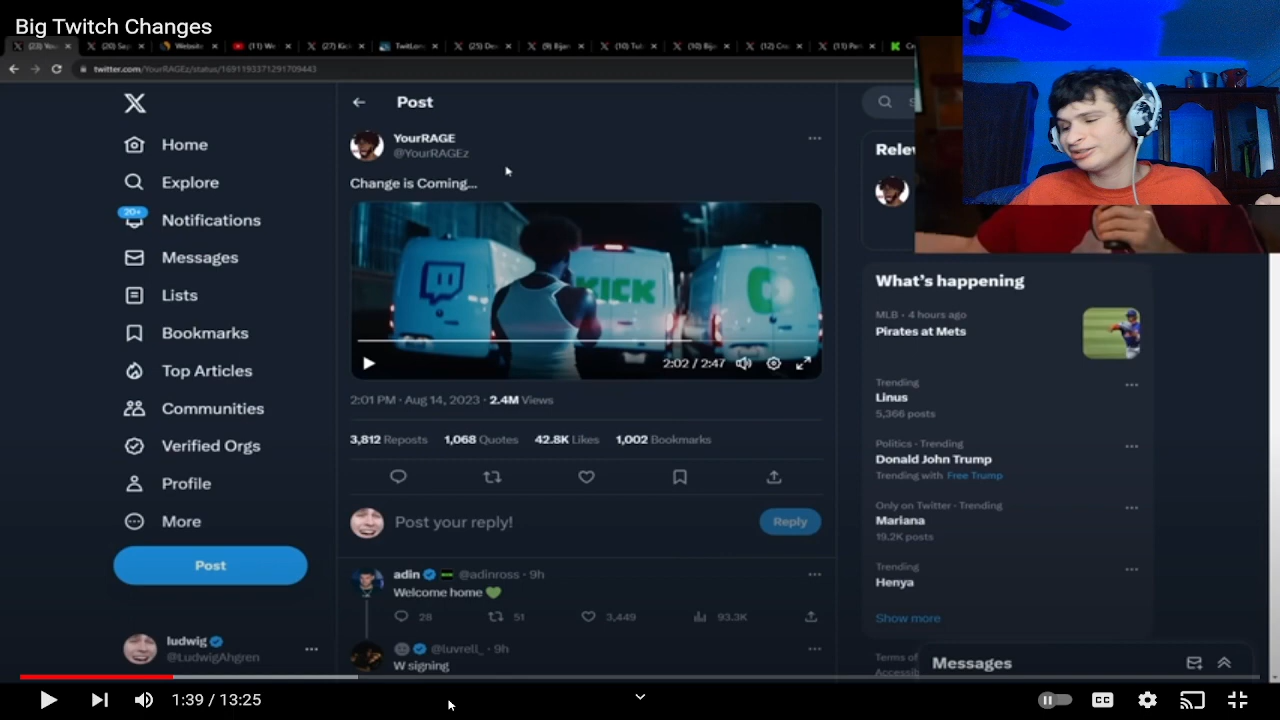 Big Twitch Changes
twitter.com/YourRAGEz/status/1691193371291709443
Home
Explore
20+
Notifications
Messages
Lists
Bookmarks
Top Articles
Communities
Verified Orgs
Profile
More
Post
ludwig
@LudwigAhgren
Post
YourRAGE
@YourRAGEz
Change is Coming...
KICK
2:02 / 2:47
2:01 PM · Aug 14, 2023 · 2.4M Views
3,812 Reposts 1,068 Quotes 42.8K Likes 1,002 Bookmarks
Post your reply!
Reply
adin @adinross · 9h
Welcome home 💚
28 51 3,449 93.3K
@luvrell_ · 9h
W signing
What's happening
MLB · 4 hours ago
Pirates at Mets
Trending
Linus
5,366 posts
Politics · Trending
Donald John Trump
Trending with Free Trump
Only on Twitter · Trending
Mariana
19.2K posts
Trending
Henya
Show more
Terms of
Messages
1:39 / 13:25
CC